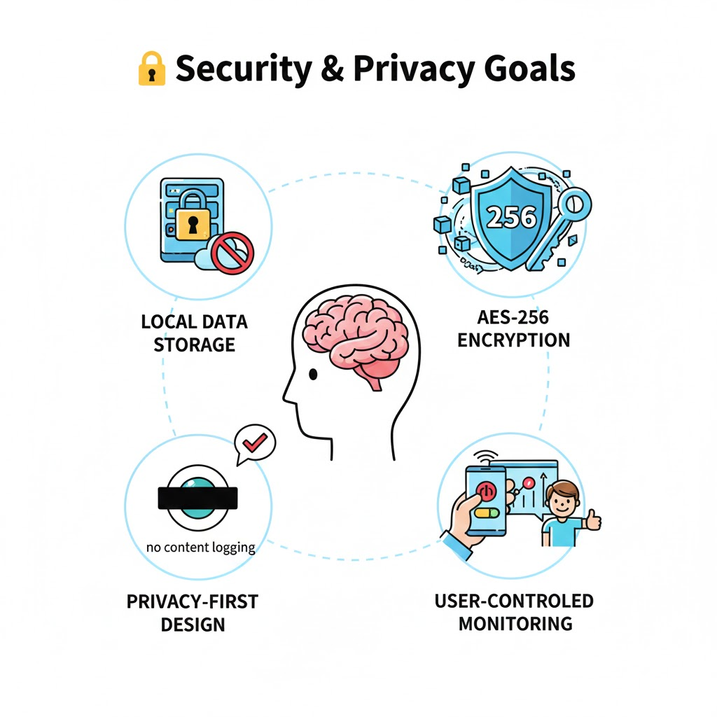 Security & Privacy Goals
256
LOCAL DATA
STORAGE
AES-256
ENCRYPTION
no content logging
PRIVACY-FIRST
DESIGN
USER-CONTROLED
MONITORING